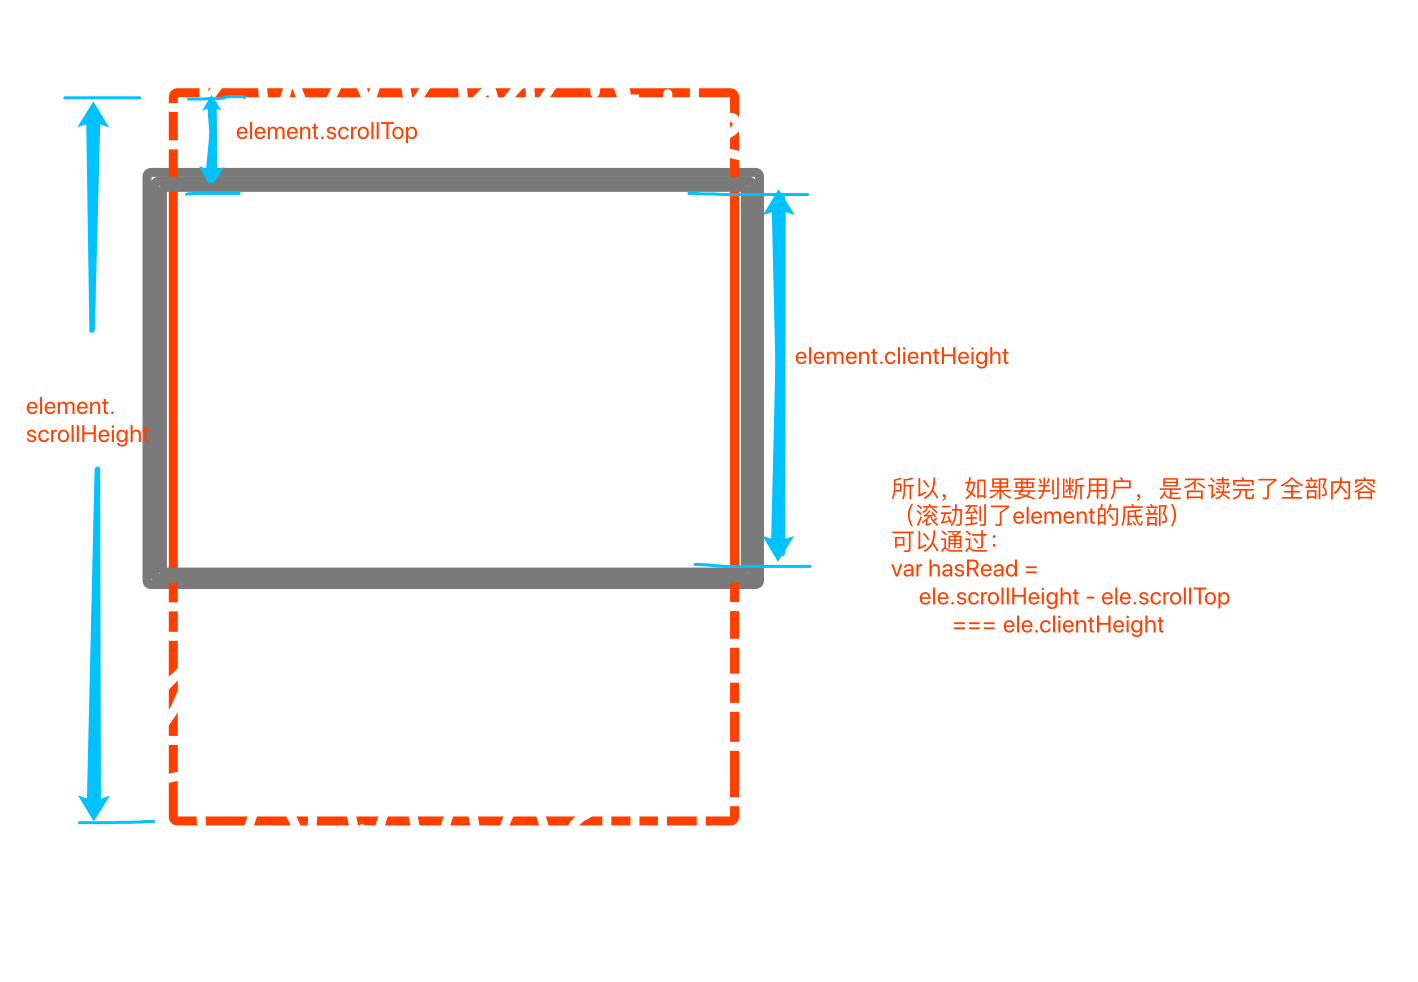 element.scrollTop
element.clientHeight
element.
scrollHeight
所以，如果要判断用户，是否读完了全部内容
（滚动到了element的底部）
可以通过：
var hasRead =
ele.scrollHeight - ele.scrollTop
=== ele.clientHeight